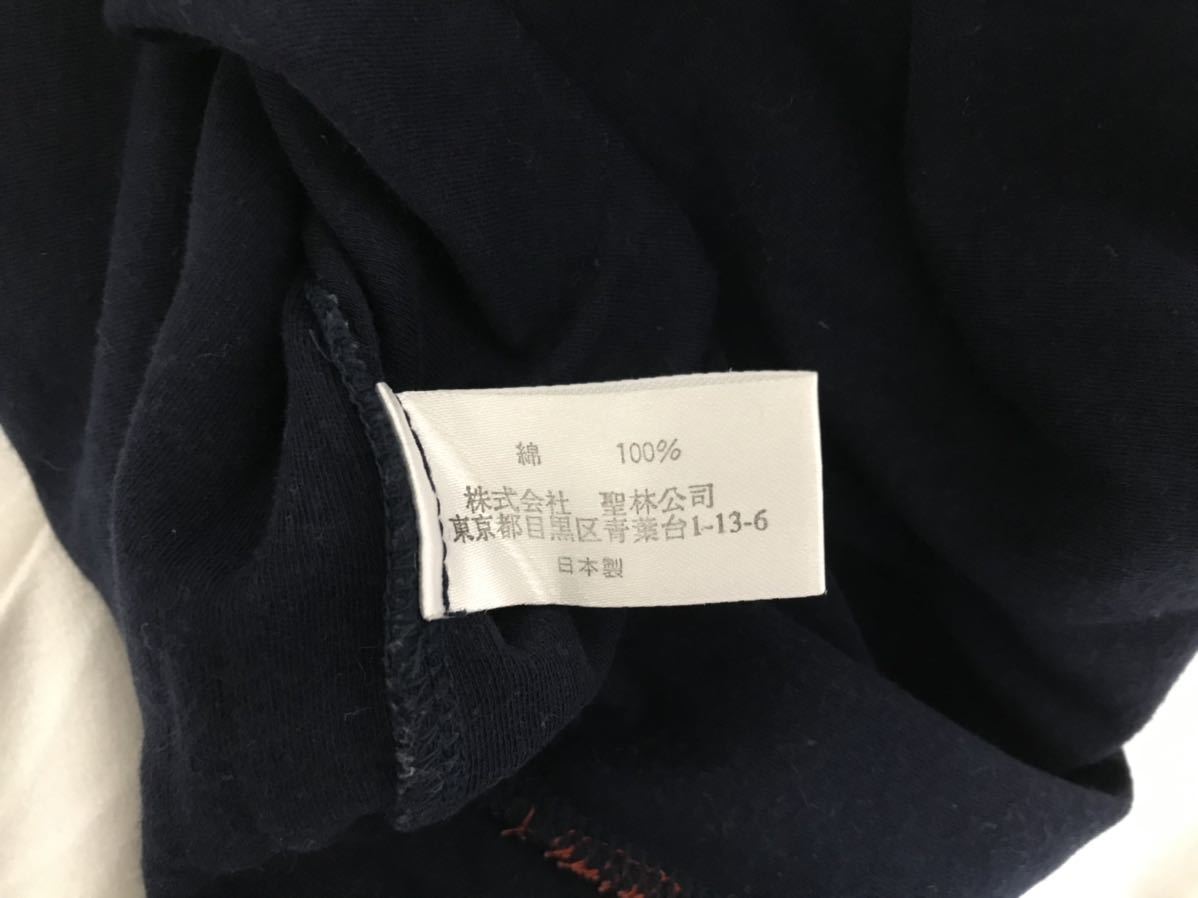 綿 100%
株式会社 聖林公司
東京都目黒区青葉台1-13-6
日本製